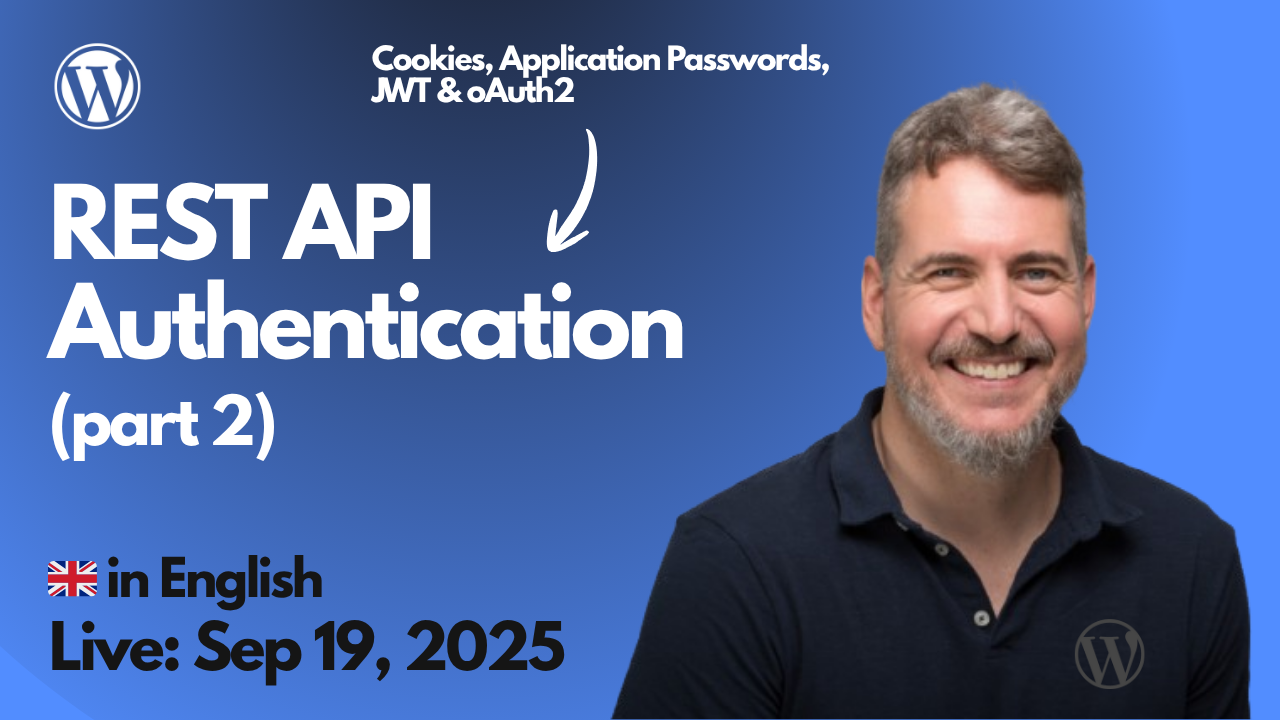 Cookies, Application Passwords,
JWT & oAuth2
REST API
Authentication
(part 2)
in English
Live: Sep 19, 2025